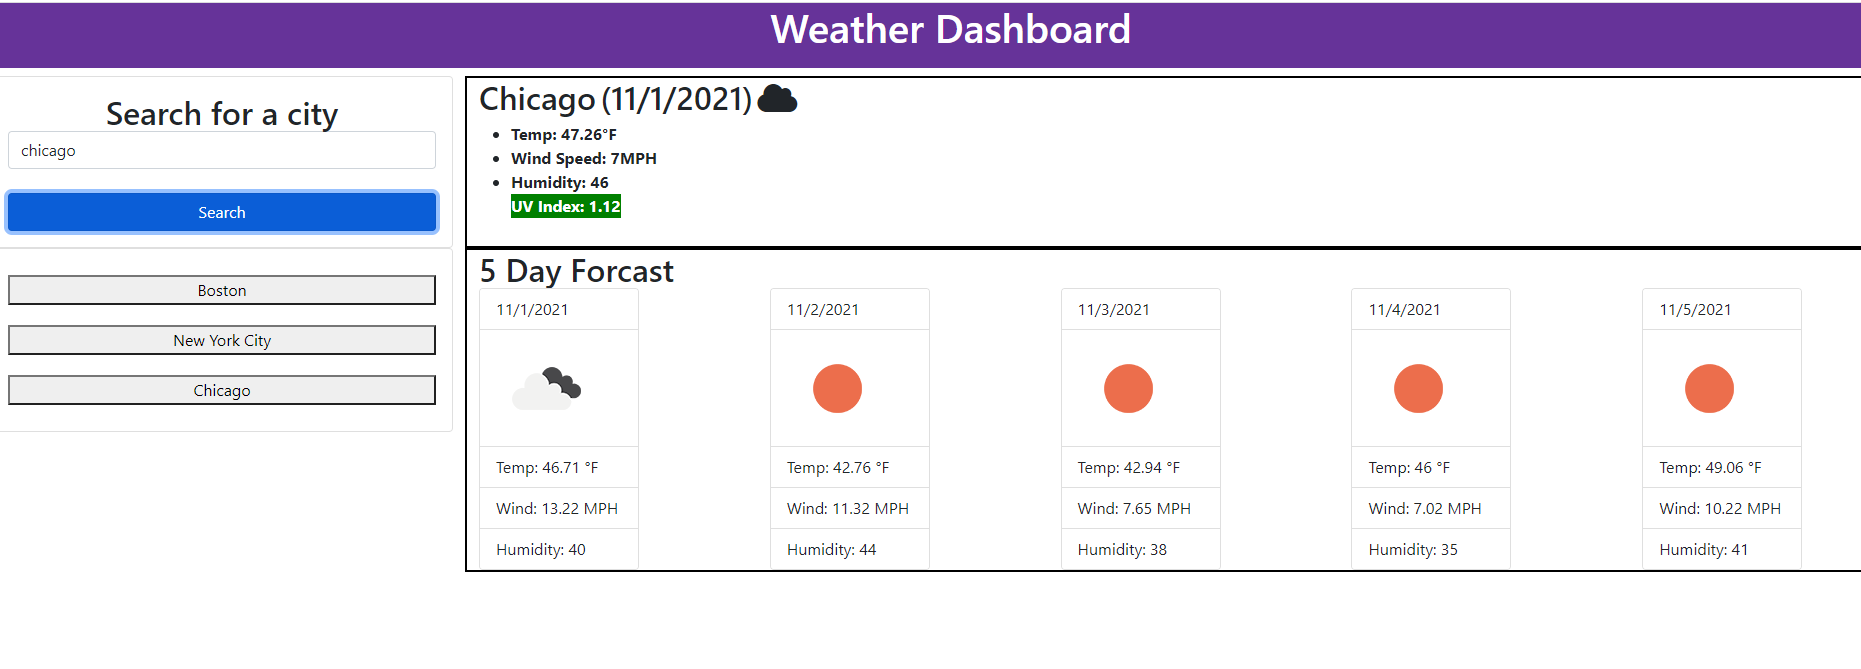 Weather Dashboard
Search for a city
chicago
Search
Boston
New York City
Chicago
Chicago (11/1/2021)
Temp: 47.26°F
Wind Speed: 7MPH
Humidity: 46
UV Index: 1.12
5 Day Forcast
11/1/2021
Temp: 46.71 °F
Wind: 13.22 MPH
Humidity: 40
11/2/2021
Temp: 42.76 °F
Wind: 11.32 MPH
Humidity: 44
11/3/2021
Temp: 42.94 °F
Wind: 7.65 MPH
Humidity: 38
11/4/2021
Temp: 46 °F
Wind: 7.02 MPH
Humidity: 35
11/5/2021
Temp: 49.06 °F
Wind: 10.22 MPH
Humidity: 41